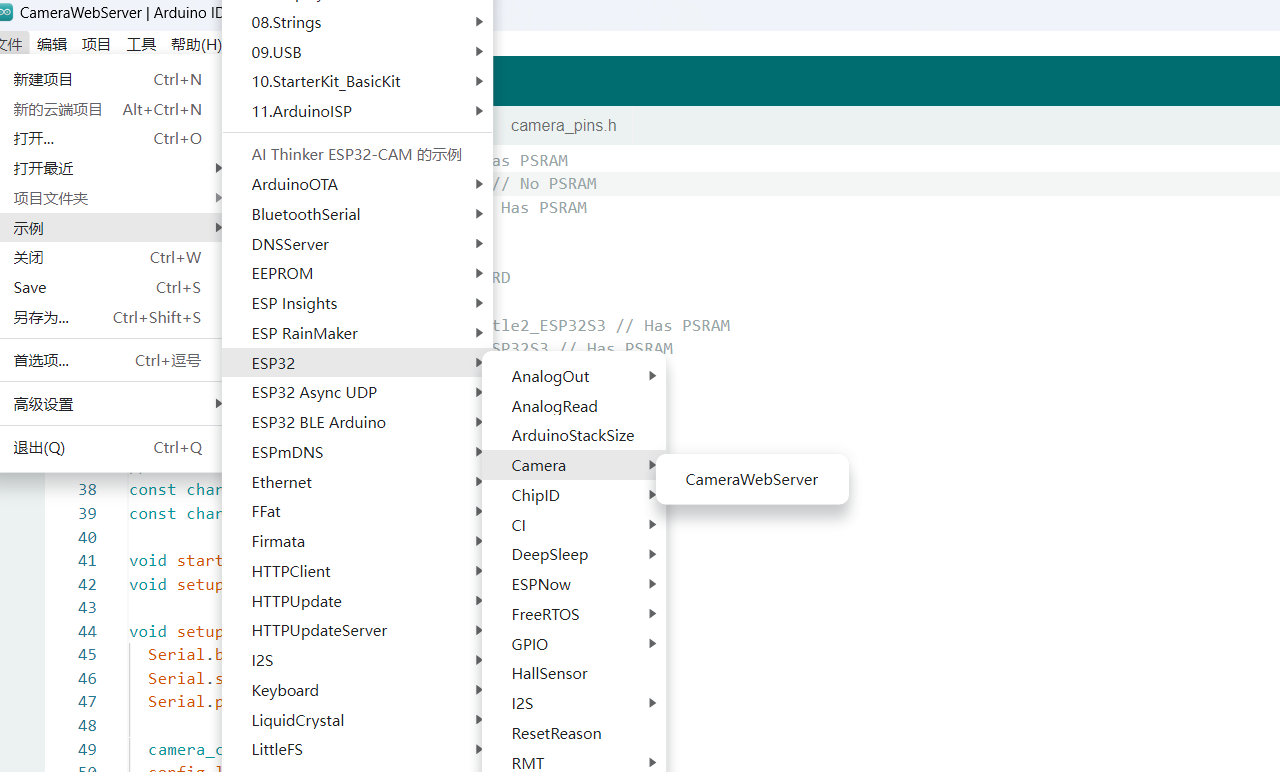 CameraWebServer | Arduino ID
文件 编辑 项目 工具 帮助(H)
新建项目 Ctrl+N
新的云端项目 Alt+Ctrl+N
打开... Ctrl+O
打开最近
项目文件夹
示例
关闭 Ctrl+W
Save Ctrl+S
另存为... Ctrl+Shift+S
首选项... Ctrl+逗号
高级设置
退出(Q) Ctrl+Q
08.Strings
09.USB
10.StarterKit_BasicKit
11.ArduinoISP
AI Thinker ESP32-CAM 的示例
ArduinoOTA
BluetoothSerial
DNSServer
EEPROM
ESP Insights
ESP RainMaker
ESP32
ESP32 Async UDP
ESP32 BLE Arduino
ESPmDNS
Ethernet
FFat
Firmata
HTTPClient
HTTPUpdate
HTTPUpdateServer
I2S
Keyboard
LiquidCrystal
LittleFS
AnalogOut
AnalogRead
ArduinoStackSize
Camera
ChipID
CI
DeepSleep
ESPNow
FreeRTOS
GPIO
HallSensor
I2S
ResetReason
RMT
CameraWebServer
camera_pins.h
as PSRAM
// No PSRAM
Has PSRAM
RD
tle2_ESP32S3 // Has PSRAM
SP32S3 // Has PSRAM
38 const char
39 const char
40
41 void start
42 void setup
43
44 void setup
45 Serial.b
46 Serial.s
47 Serial.p
48
49 camera_c
50 config.l